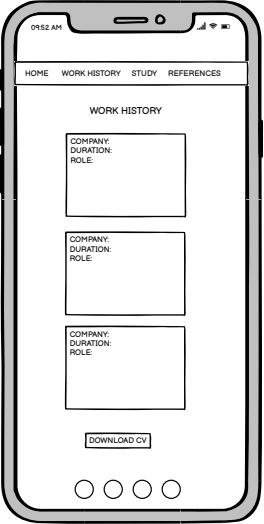 09:52 AM
HOME WORK HISTORY STUDY REFERENCES
WORK HISTORY
COMPANY:
DURATION:
ROLE:
COMPANY:
DURATION:
ROLE:
COMPANY:
DURATION:
ROLE:
DOWNLOAD CV